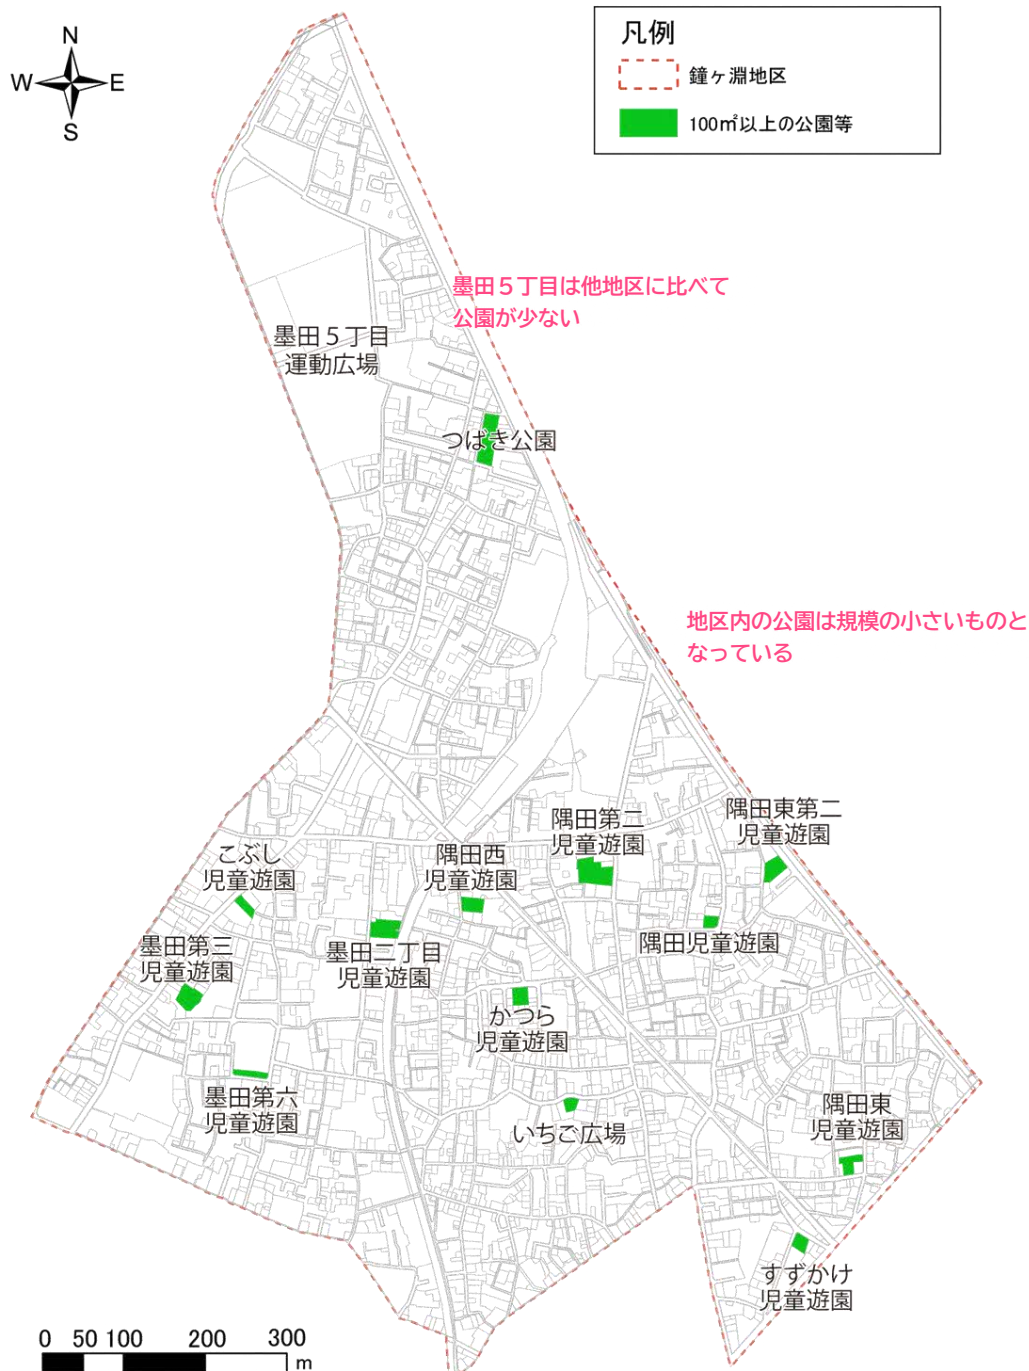 N
W
E
S
凡例
鐘ヶ淵地区
100㎡以上の公園等
墨田５丁目は他地区に比べて
公園が少ない
墨田５丁目
運動広場
つばき公園
地区内の公園は規模の小さいものと
なっている
隅田第二
児童遊園
隅田東第二
児童遊園
こぶし
児童遊園
隅田西
児童遊園
墨田第三
児童遊園
墨田二丁目
児童遊園
隅田児童遊園
かつら
児童遊園
墨田第六
児童遊園
いちご広場
隅田東
児童遊園
すずかけ
児童遊園
0 50 100 200 300
m